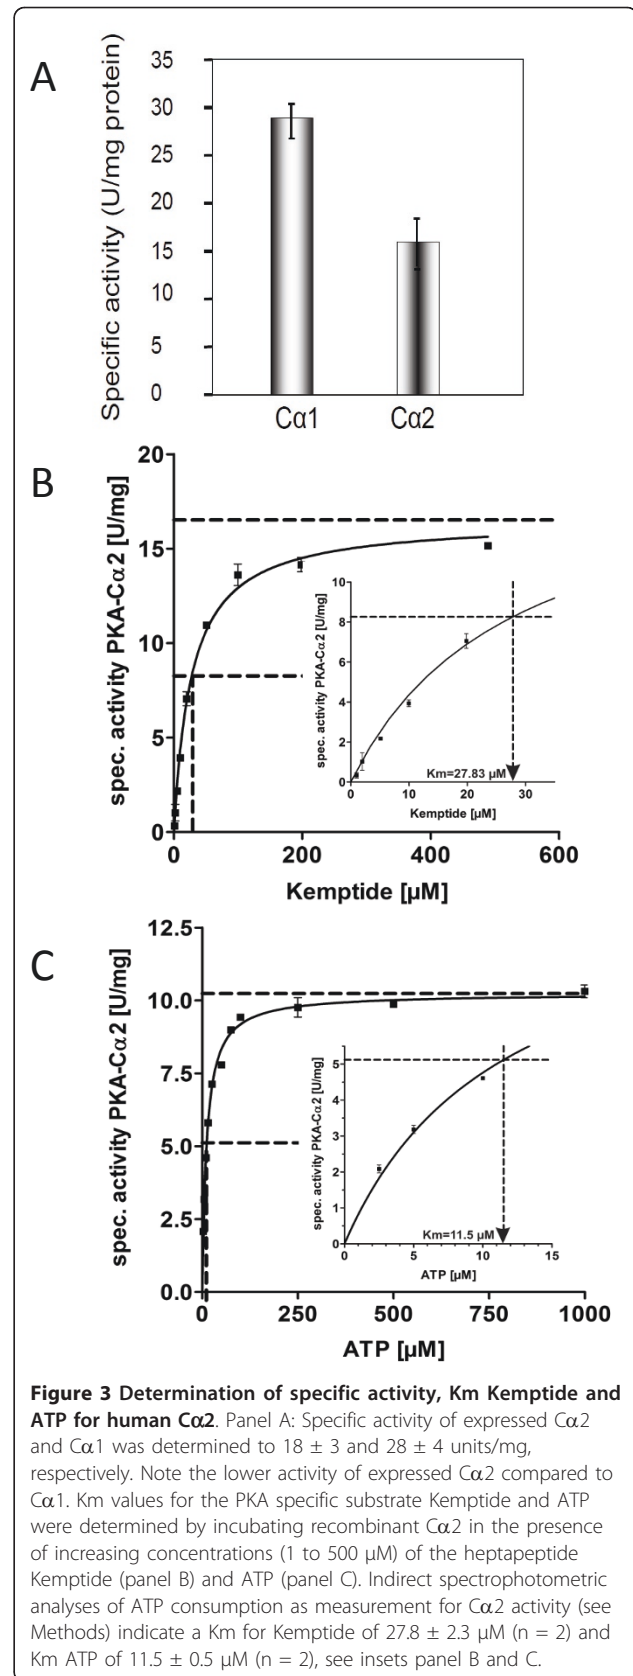 A
Specific activity (U/mg protein)
35
30
25
20
15
10
5
0
Cα1 Cα2
B
spec. activity PKA-Cα2 [U/mg]
20
15
10
5
0
0 200 400 600
Kemptide [µM]
spec. activity PKA-Cα2 [U/mg]
10
8
6
4
2
0
Km=27.83 µM
0 10 20 30
Kemptide [µM]
C
spec. activity PKA-Cα2 [U/mg]
12.5
10.0
7.5
5.0
2.5
0.0
0 250 500 750 1000
ATP [µM]
spec. activity PKA-Cα2 [U/mg]
5
4
3
2
1
0
Km=11.5 µM
0 5 10 15
ATP [µM]
Figure 3 Determination of specific activity, Km Kemptide and
ATP for human Cα2. Panel A: Specific activity of expressed Cα2
and Cα1 was determined to 18 ± 3 and 28 ± 4 units/mg,
respectively. Note the lower activity of expressed Cα2 compared to
Cα1. Km values for the PKA specific substrate Kemptide and ATP
were determined by incubating recombinant Cα2 in the presence
of increasing concentrations (1 to 500 µM) of the heptapeptide
Kemptide (panel B) and ATP (panel C). Indirect spectrophotometric
analyses of ATP consumption as measurement for Cα2 activity (see
Methods) indicate a Km for Kemptide of 27.8 ± 2.3 µM (n = 2) and
Km ATP of 11.5 ± 0.5 µM (n = 2), see insets panel B and C.